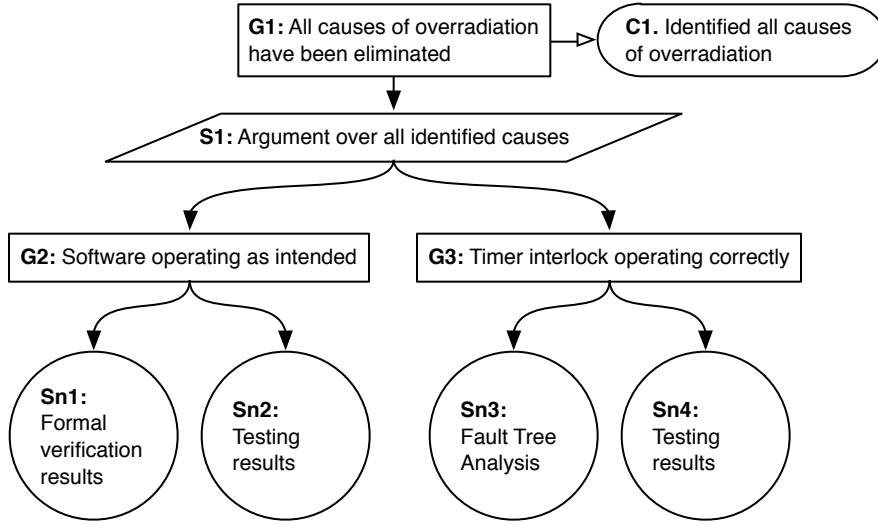 G1: All causes of overradiation
have been eliminated
C1. Identified all causes
of overradiation
S1: Argument over all identified causes
G2: Software operating as intended
G3: Timer interlock operating correctly
Sn1:
Formal
verification
results
Sn2:
Testing
results
Sn3:
Fault Tree
Analysis
Sn4:
Testing
results